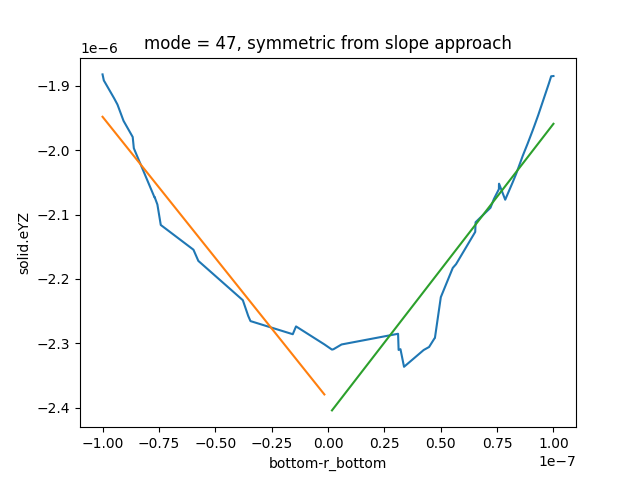 mode = 47, symmetric from slope approach
1e−6
−1.9
−2.0
−2.1
−2.2
−2.3
−2.4
solid.eYZ
−1.00 −0.75 −0.50 −0.25 0.00 0.25 0.50 0.75 1.00
bottom-r_bottom
1e−7